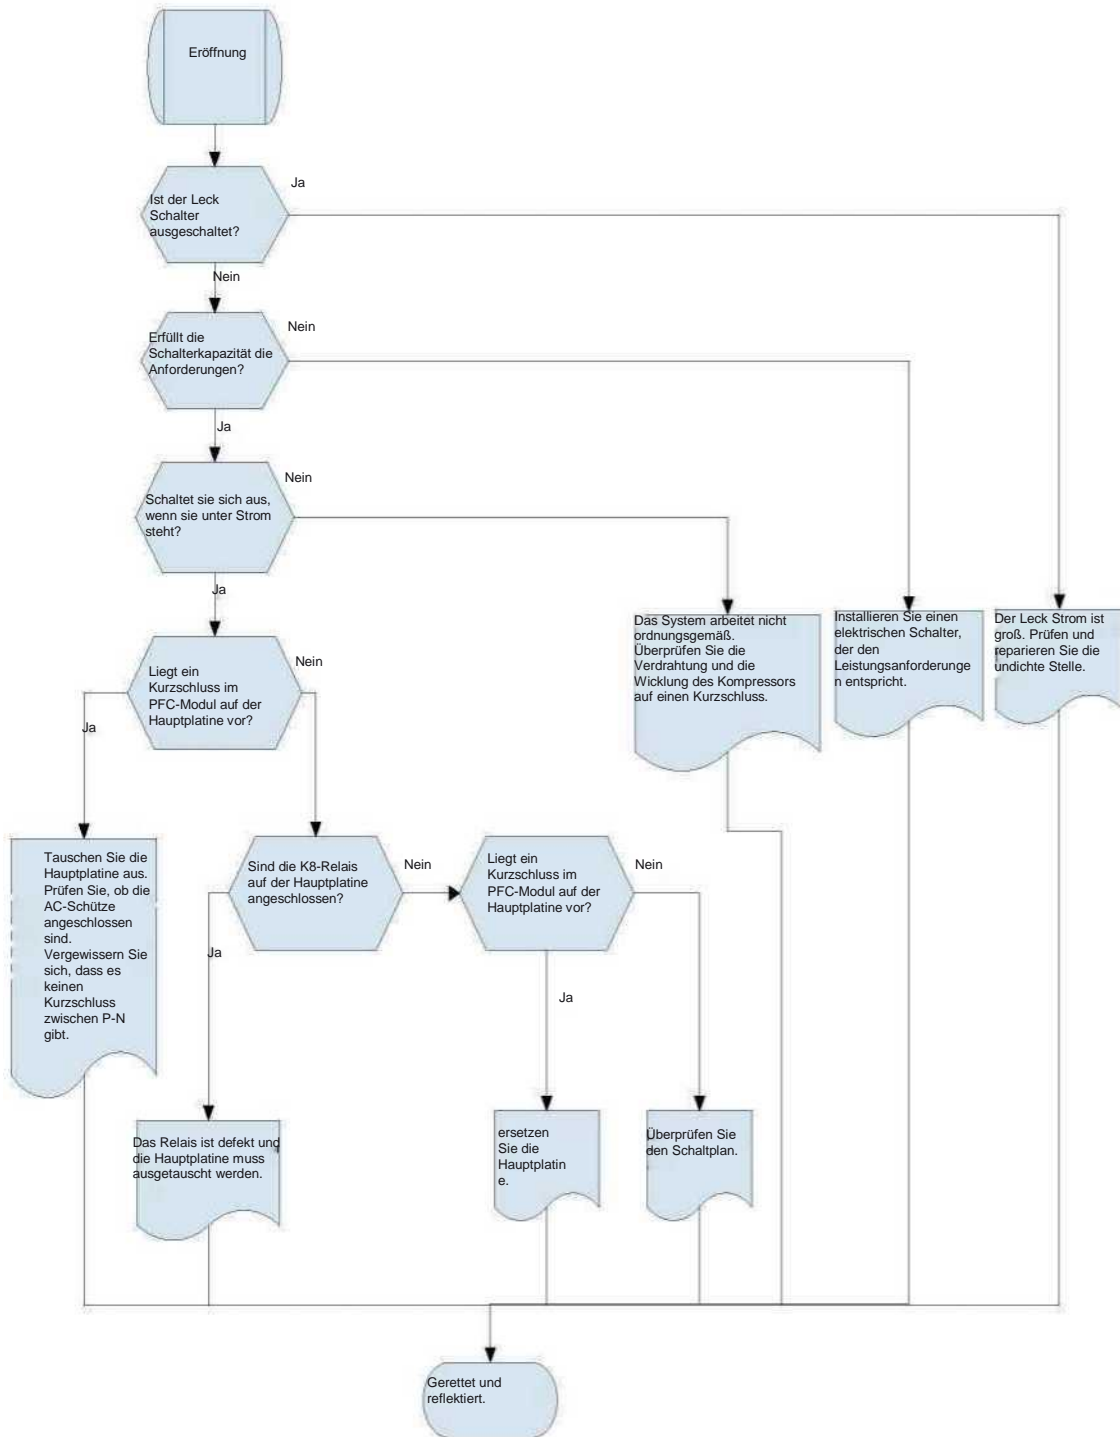 Eröffnung
Ja
Ist der Leck
Schalter
ausgeschaltet?
Nein
Nein
Erfüllt die
Schalterkapazität die
Anforderungen?
Ja
Nein
Schaltet sie sich aus,
wenn sie unter Strom
steht?
Ja
Das System arbeitet nicht
ordnungsgemäß.
Überprüfen Sie die
Verdrahtung und die
Wicklung des Kompressors
auf einen Kurzschluss.
Installieren Sie einen
elektrischen Schalter,
der den
Leistungsanforderunge
n entspricht.
Der Leck Strom ist
groß. Prüfen und
reparieren Sie die
undichte Stelle.
Nein
Liegt ein
Kurzschluss im
PFC-Modul auf der
Hauptplatine vor?
Ja
Tauschen Sie die
Hauptplatine aus.
Prüfen Sie, ob die
AC-Schütze
angeschlossen
sind.
Vergewissern Sie
sich, dass es
keinen
Kurzschluss
zwischen P-N
gibt.
Sind die K8-Relais
auf der Hauptplatine
angeschlossen?
Nein
Liegt ein
Kurzschluss im
PFC-Modul auf der
Hauptplatine vor?
Nein
Ja
Ja
Das Relais ist defekt und
die Hauptplatine muss
ausgetauscht werden.
ersetzen
Sie die
Hauptplatin
e.
Überprüfen Sie
den Schaltplan.
Gerettet und
reflektiert.